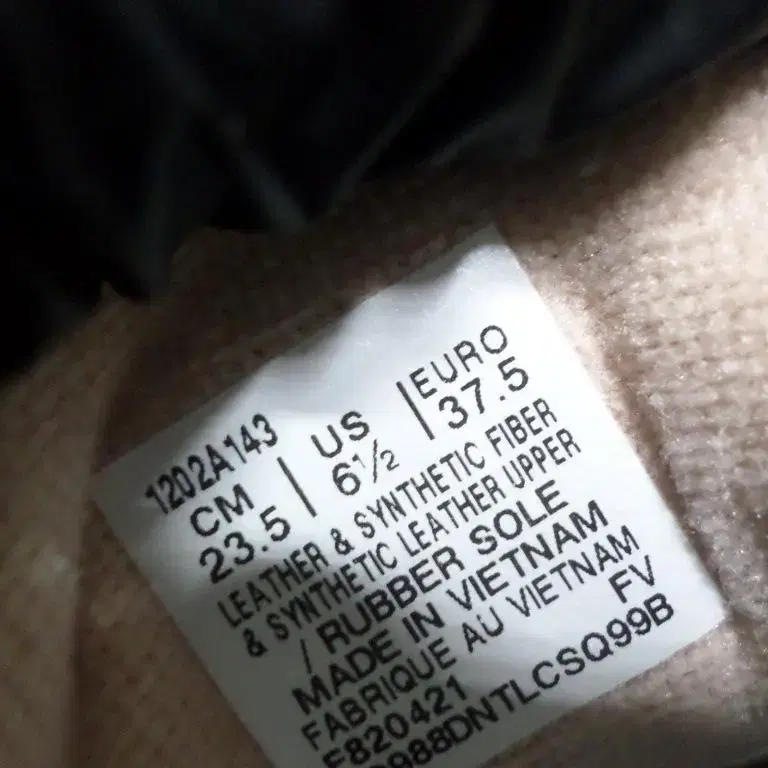 1202A143
CM | US | EURO
23.5 | 6½ | 37.5
LEATHER & SYNTHETIC FIBER
& SYNTHETIC LEATHER UPPER
/ RUBBER SOLE
MADE IN VIETNAM
FABRIQUE AU VIETNAM
FV
F820421
988DNTLCSQ99B